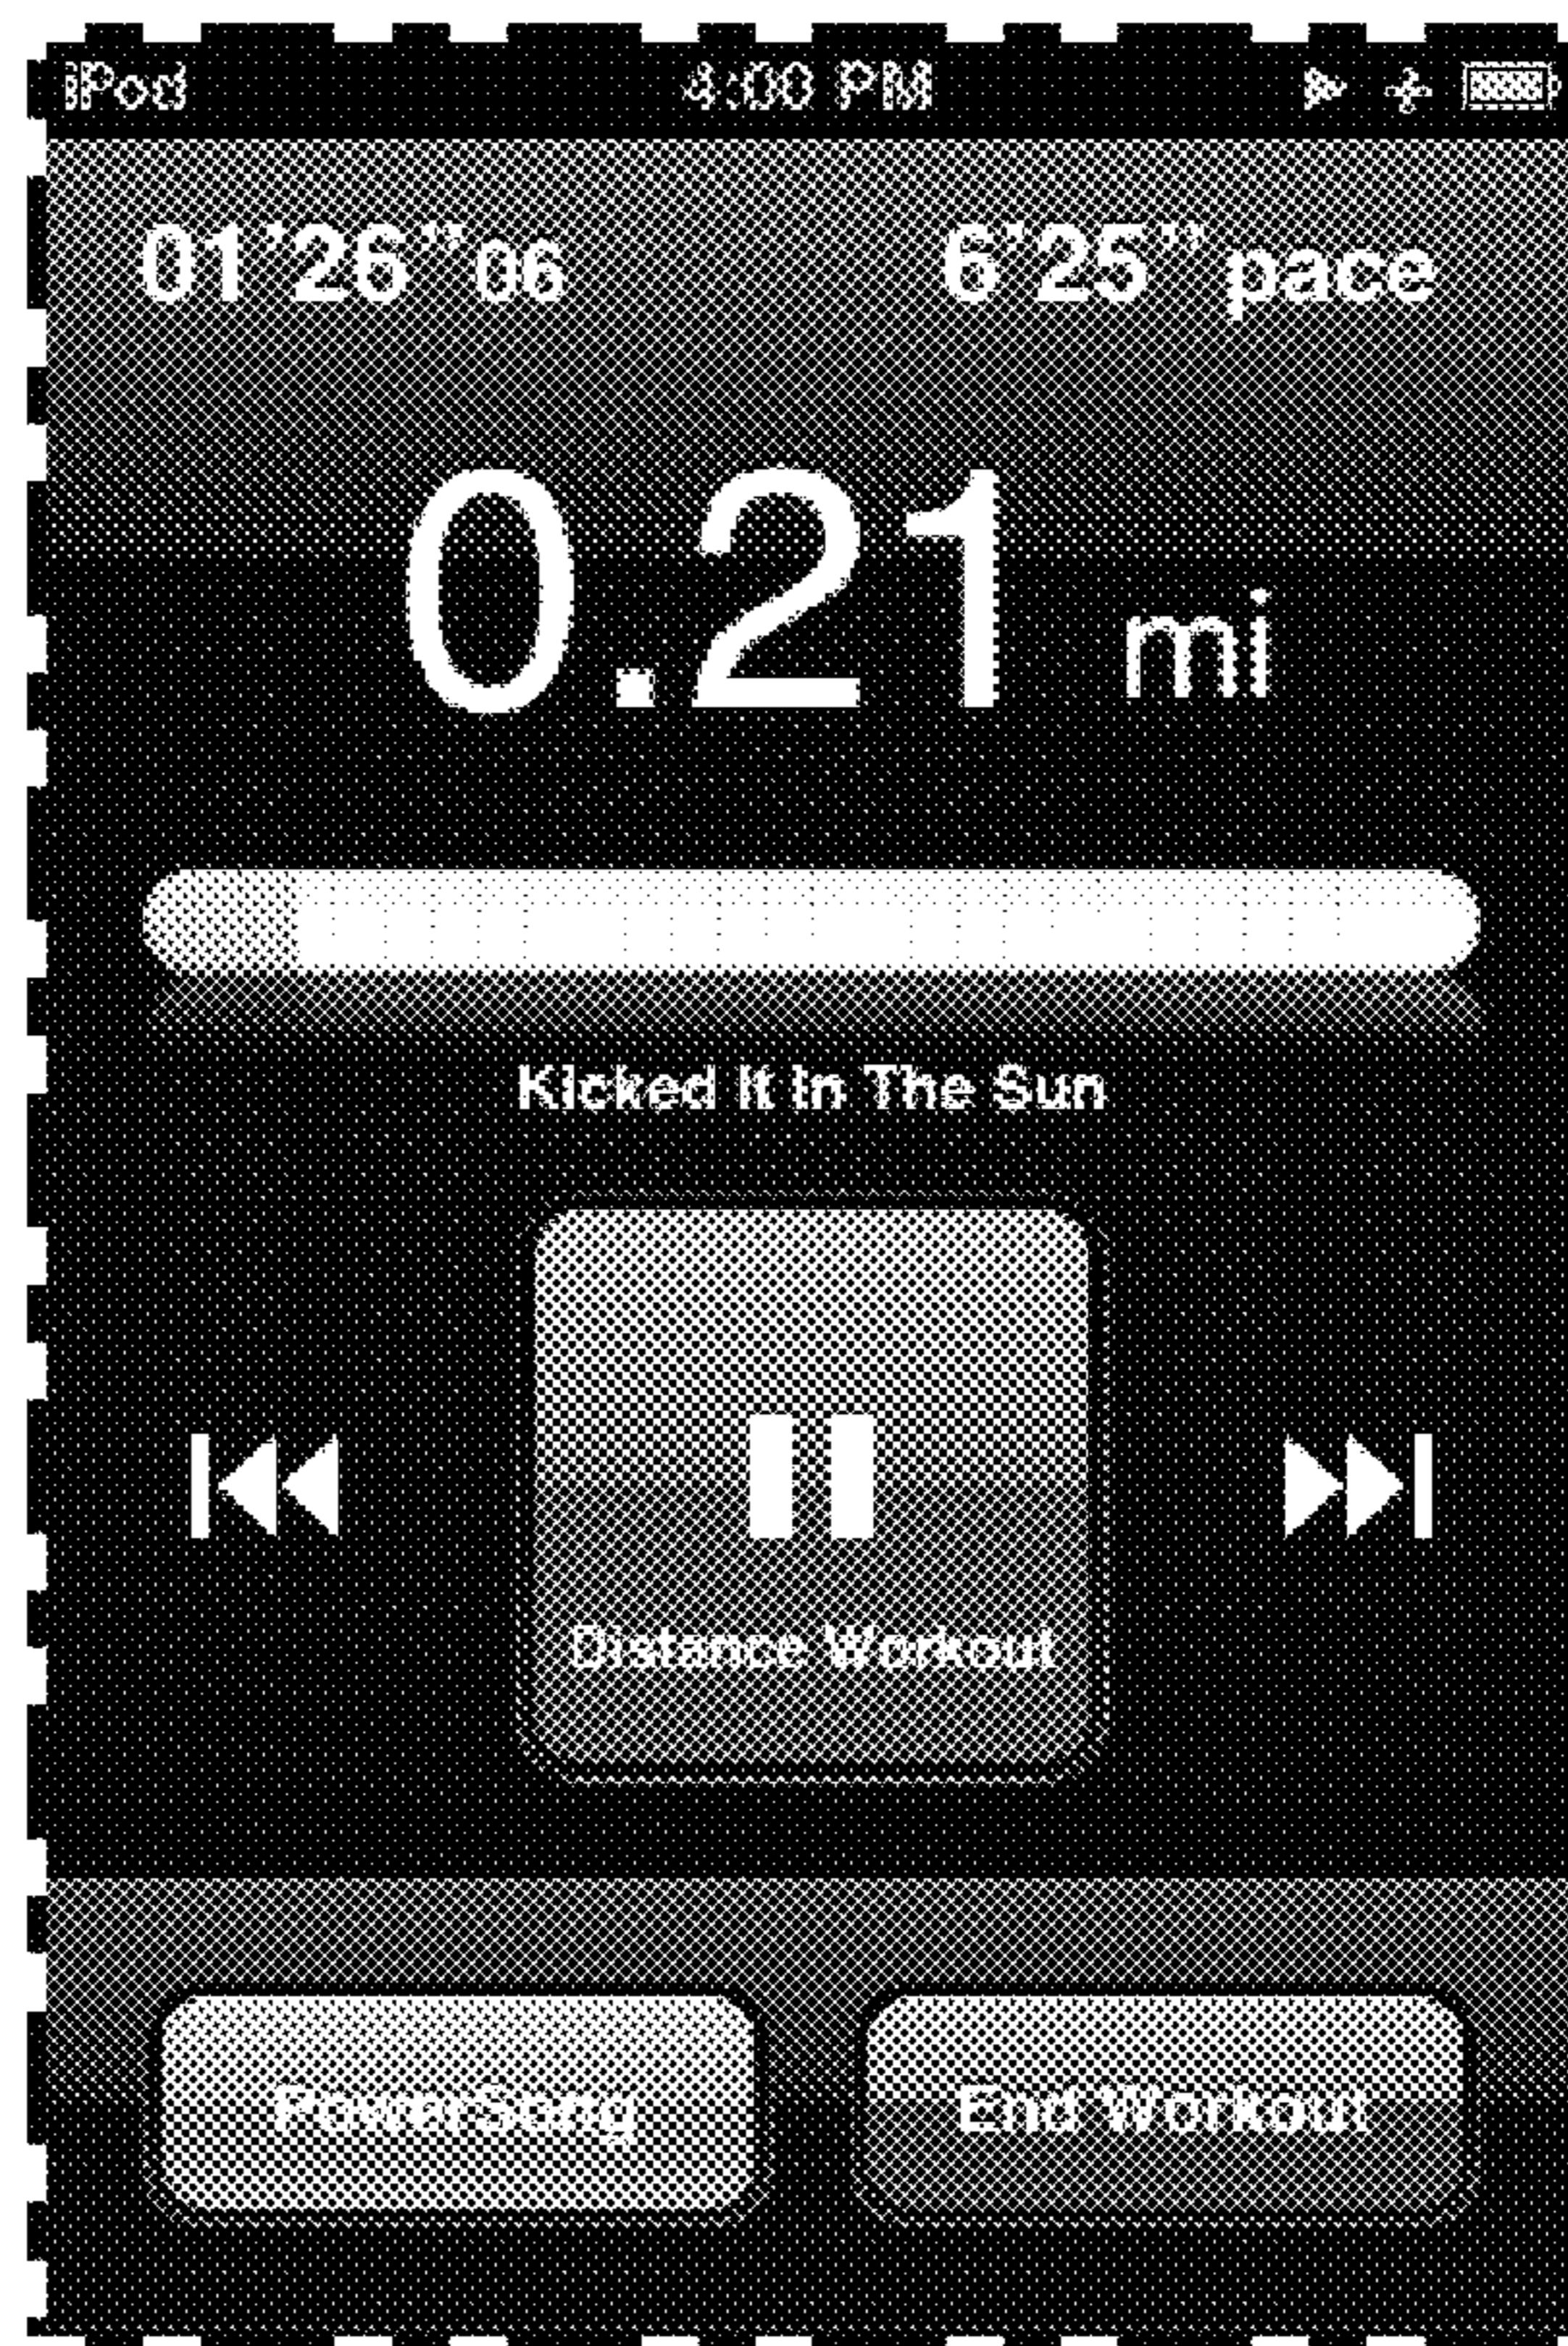 iPod 4:00 PM
01'26"06 6'25" pace
0.21 mi
Kicked It In The Sun
Distance Workout
PowerSong End Workout